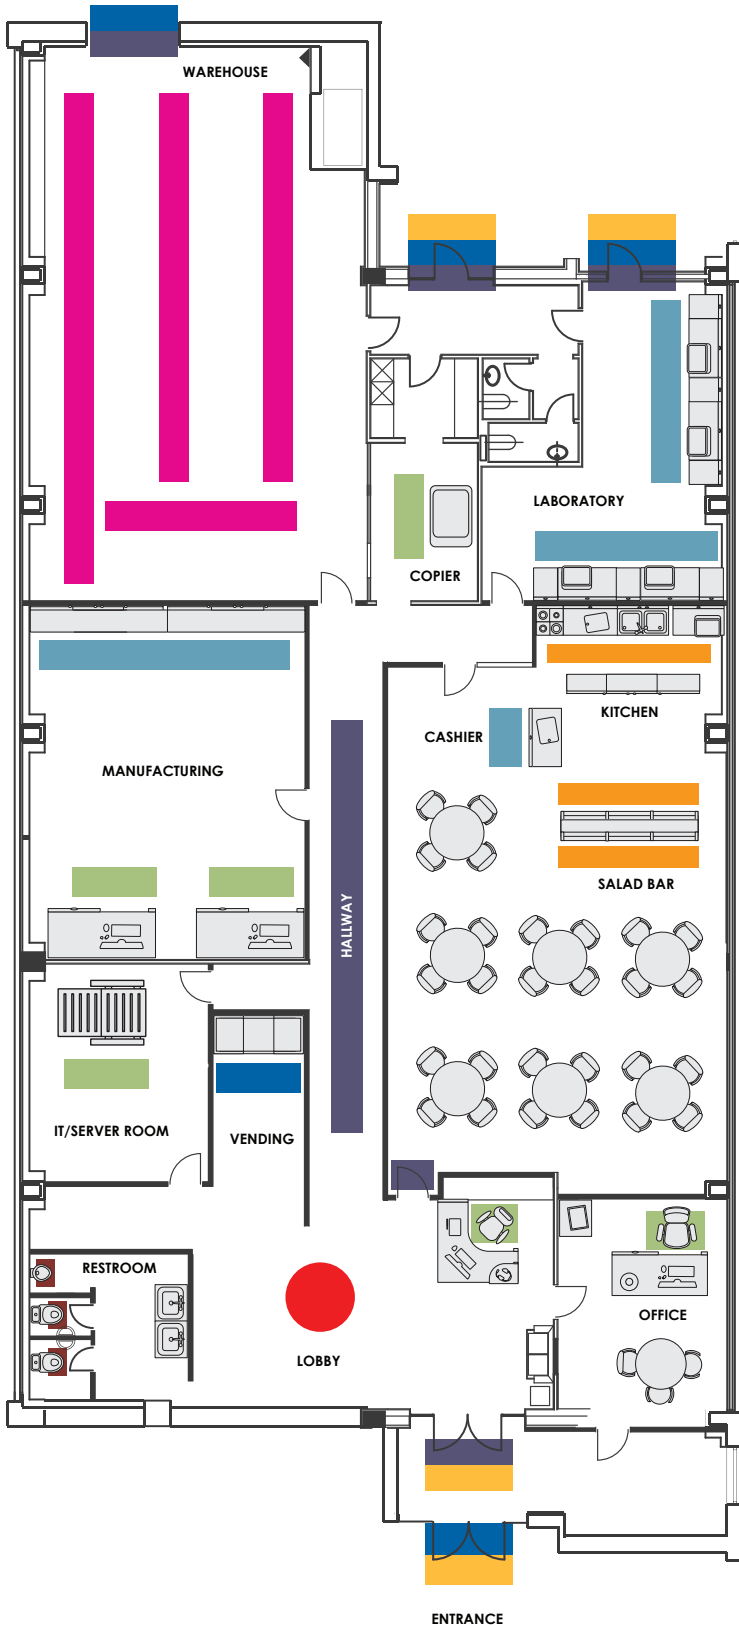 WAREHOUSE
LABORATORY
COPIER
KITCHEN
CASHIER
MANUFACTURING
SALAD BAR
HALLWAY
IT/SERVER ROOM
VENDING
RESTROOM
OFFICE
LOBBY
ENTRANCE